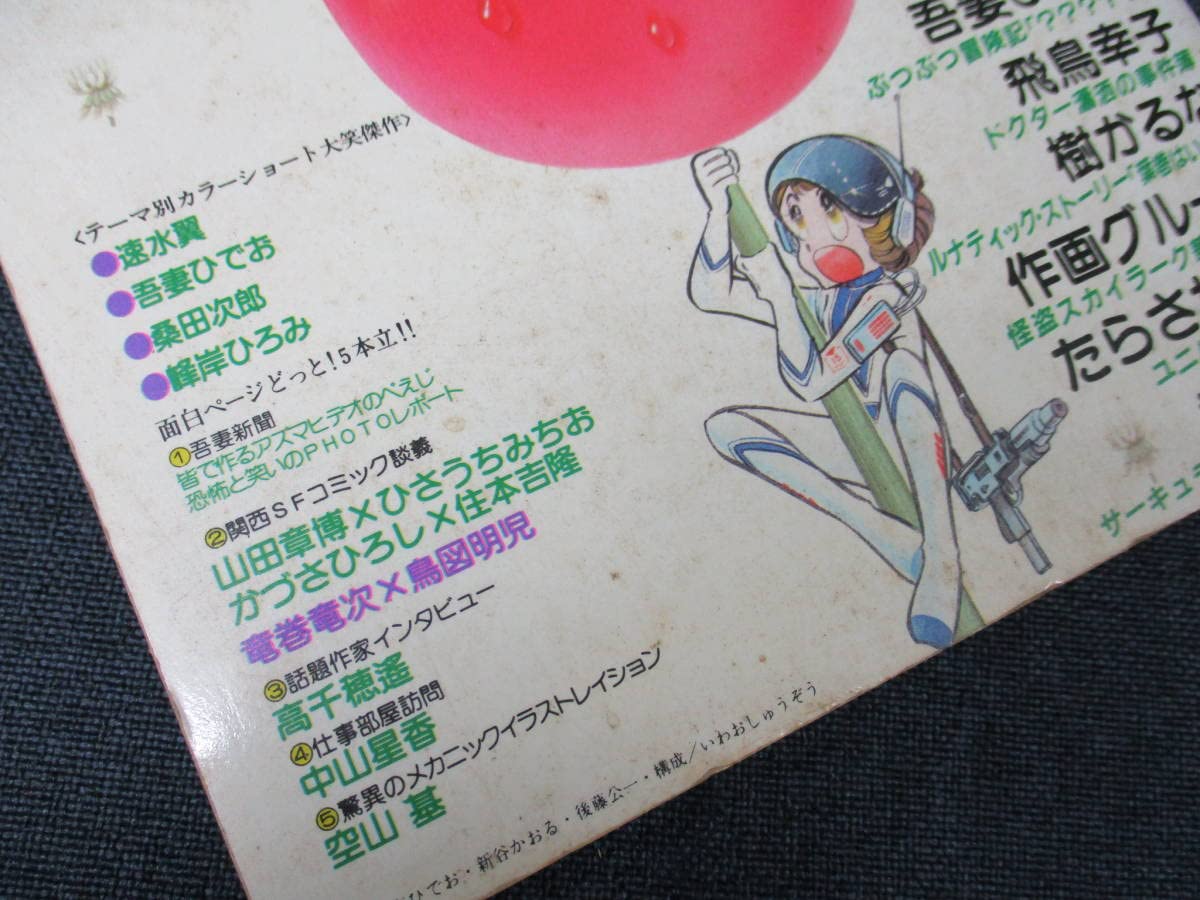 〈テーマ別カラーショート大笑傑作〉
●速水翼
●吾妻ひでお
●桑田次郎
●峰岸ひろみ
面白ページどっと!5本立!!
①吾妻新聞
皆で作るアズマヒデオのぺえじ
恐怖と笑いのPHOTOレポート
②関西SFコミック談義
山田章博×ひさうちみちお
かづさひろし×住本吉隆
竜巻竜次×鳥図明児
③話題作家インタビュー
高千穂遙
④仕事部屋訪問
中山星香
⑤驚異のメカニックイラストレイション
空山 基
ひでお・新谷かおる・後藤公一・構成/いわおしゅうぞう
吾妻
ぶつぶつ冒険記「???
飛鳥幸子
ドクター瀟洒の事件簿
樹かるな
ルナティック・ストーリー「業者はい
作画グルー
怪盗スカイラーク
たらさ
ユニ
サーキュ